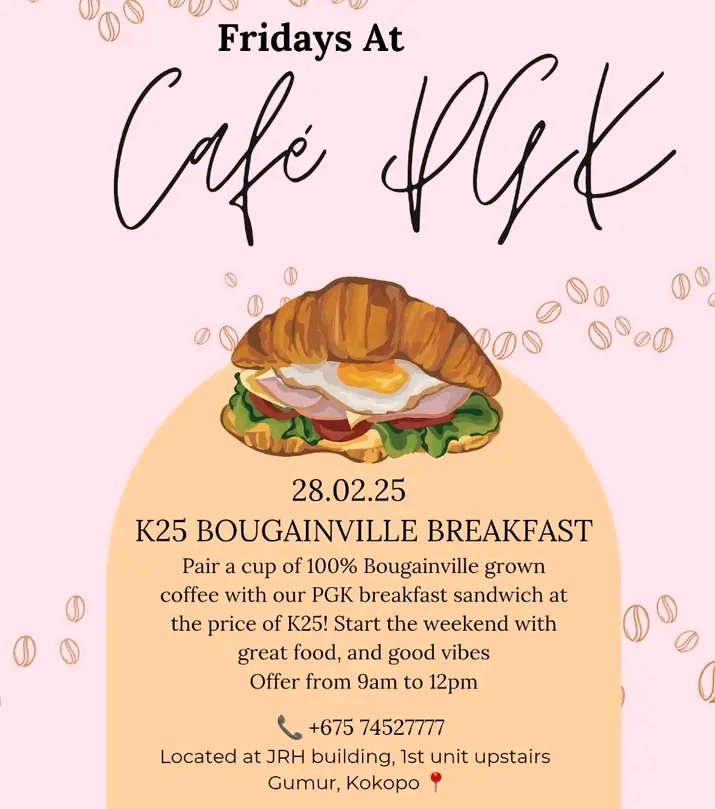 Fridays At
Café PGK
28.02.25
K25 BOUGAINVILLE BREAKFAST
Pair a cup of 100% Bougainville grown
coffee with our PGK breakfast sandwich at
the price of K25! Start the weekend with
great food, and good vibes
Offer from 9am to 12pm
📞 +675 74527777
Located at JRH building, 1st unit upstairs
Gumur, Kokopo 📍